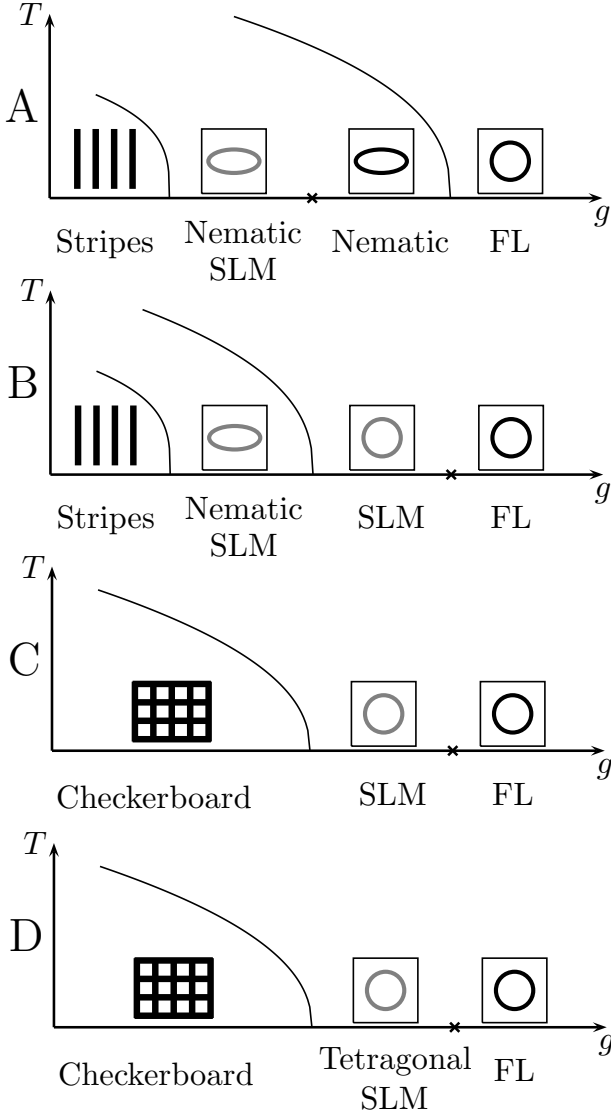 T
A
g
Stripes
Nematic
SLM
Nematic
FL
T
B
g
Stripes
Nematic
SLM
SLM
FL
T
C
g
Checkerboard
SLM
FL
T
D
g
Checkerboard
Tetragonal
SLM
FL